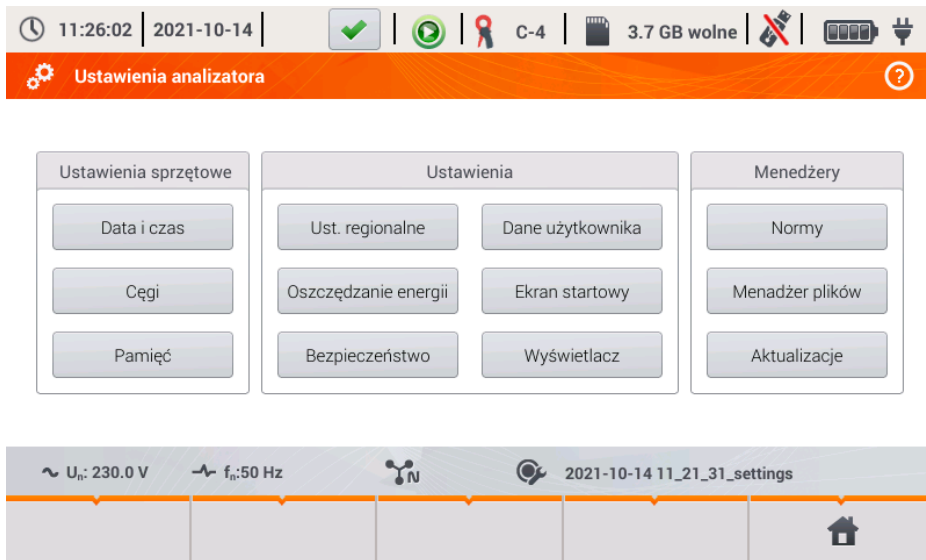 11:26:02 2021-10-14 C-4 3.7 GB wolne
Ustawienia analizatora ?
Ustawienia sprzętowe
Data i czas
Cęgi
Pamięć
Ustawienia
Ust. regionalne Dane użytkownika
Oszczędzanie energii Ekran startowy
Bezpieczeństwo Wyświetlacz
Menedżery
Normy
Menadżer plików
Aktualizacje
Un: 230.0 V fn:50 Hz N 2021-10-14 11_21_31_settings